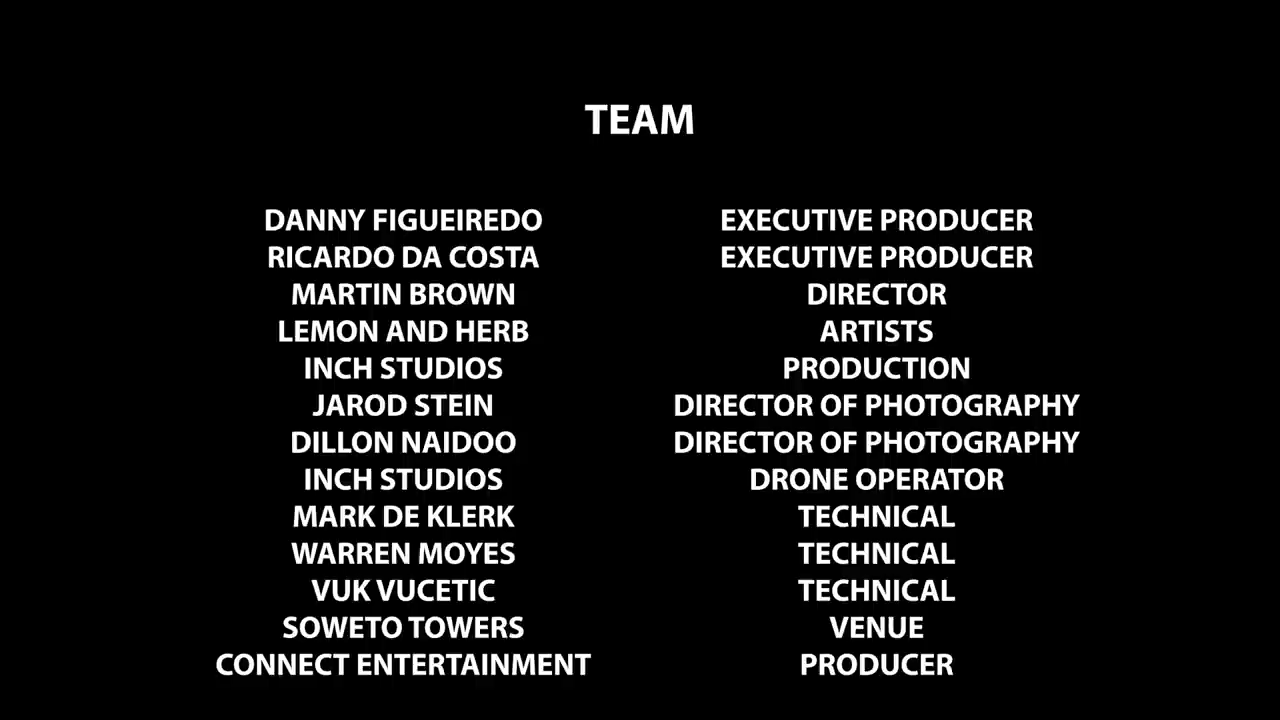 TEAM
DANNY FIGUEIREDO EXECUTIVE PRODUCER
RICARDO DA COSTA EXECUTIVE PRODUCER
MARTIN BROWN DIRECTOR
LEMON AND HERB ARTISTS
INCH STUDIOS PRODUCTION
JAROD STEIN DIRECTOR OF PHOTOGRAPHY
DILLON NAIDOO DIRECTOR OF PHOTOGRAPHY
INCH STUDIOS DRONE OPERATOR
MARK DE KLERK TECHNICAL
WARREN MOYES TECHNICAL
VUK VUCETIC TECHNICAL
SOWETO TOWERS VENUE
CONNECT ENTERTAINMENT PRODUCER